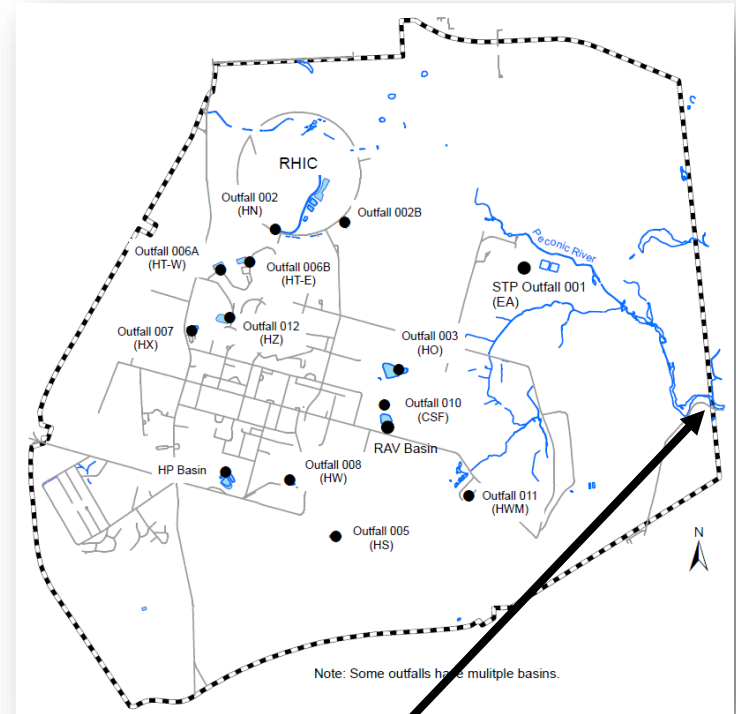 RHIC
Outfall 002
(HN)
Outfall 002B
Peconic River
Outfall 006A
(HT-W)
Outfall 006B
(HT-E)
STP Outfall 001
(EA)
Outfall 007
(HX)
Outfall 012
(HZ)
Outfall 003
(HO)
Outfall 010
(CSF)
RAV Basin
HP Basin
Outfall 008
(HW)
Outfall 011
(HWM)
Outfall 005
(HS)
N
Note: Some outfalls have mulitple basins.